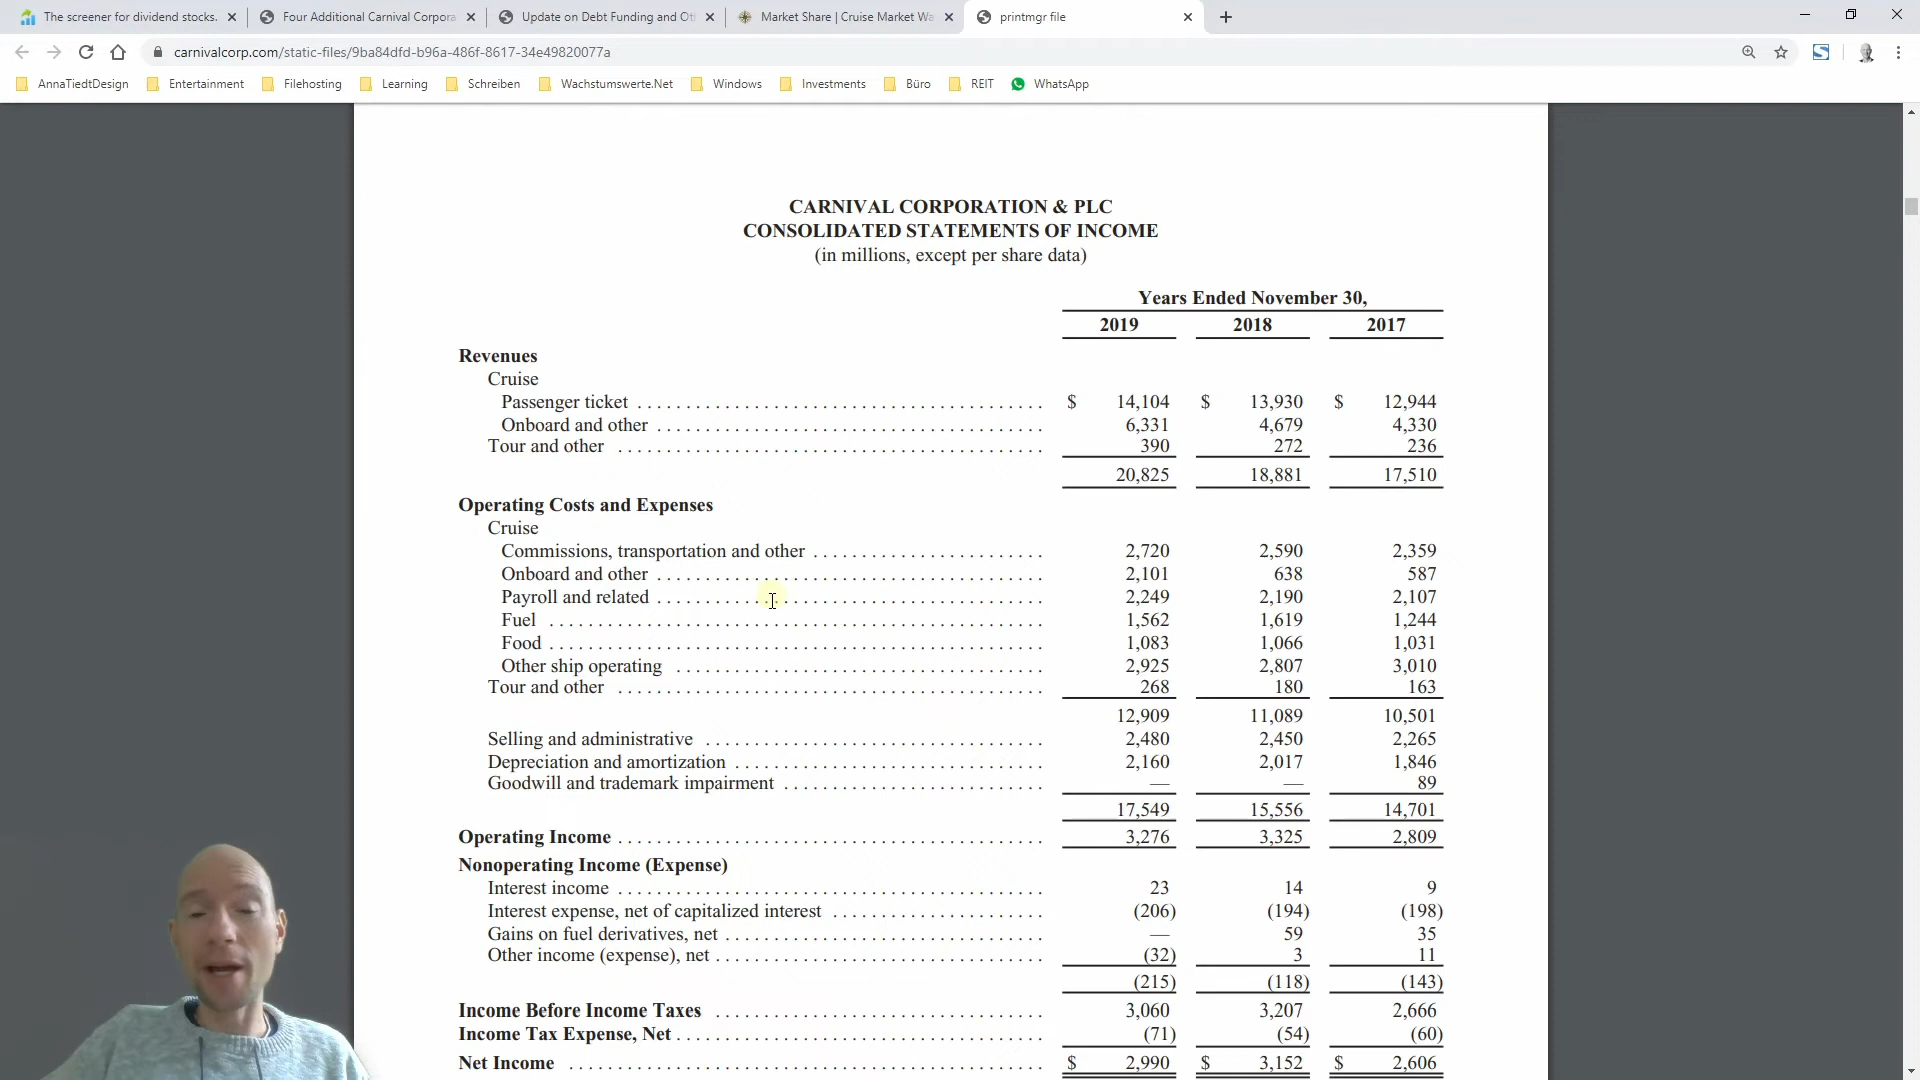 The screener for dividend stocks.
Four Additional Carnival Corpora
Update on Debt Funding and Ot
Market Share | Cruise Market Wa
printmgr file
carnivalcorp.com/static-files/9ba84dfd-b96a-486f-8617-34e49820077a
AnnaTiedtDesign Entertainment Filehosting Learning Schreiben Wachstumswerte.Net Windows Investments Büro REIT WhatsApp
CARNIVAL CORPORATION & PLC
CONSOLIDATED STATEMENTS OF INCOME
(in millions, except per share data)
Years Ended November 30,
2019 2018 2017
Revenues
Cruise
Passenger ticket $ 14,104 $ 13,930 $ 12,944
Onboard and other 6,331 4,679 4,330
Tour and other 390 272 236
20,825 18,881 17,510
Operating Costs and Expenses
Cruise
Commissions, transportation and other 2,720 2,590 2,359
Onboard and other 2,101 638 587
Payroll and related 2,249 2,190 2,107
Fuel 1,562 1,619 1,244
Food 1,083 1,066 1,031
Other ship operating 2,925 2,807 3,010
Tour and other 268 180 163
12,909 11,089 10,501
Selling and administrative 2,480 2,450 2,265
Depreciation and amortization 2,160 2,017 1,846
Goodwill and trademark impairment — — 89
17,549 15,556 14,701
Operating Income 3,276 3,325 2,809
Nonoperating Income (Expense)
Interest income 23 14 9
Interest expense, net of capitalized interest (206) (194) (198)
Gains on fuel derivatives, net — 59 35
Other income (expense), net (32) 3 11
(215) (118) (143)
Income Before Income Taxes 3,060 3,207 2,666
Income Tax Expense, Net (71) (54) (60)
Net Income $ 2,990 $ 3,152 $ 2,606